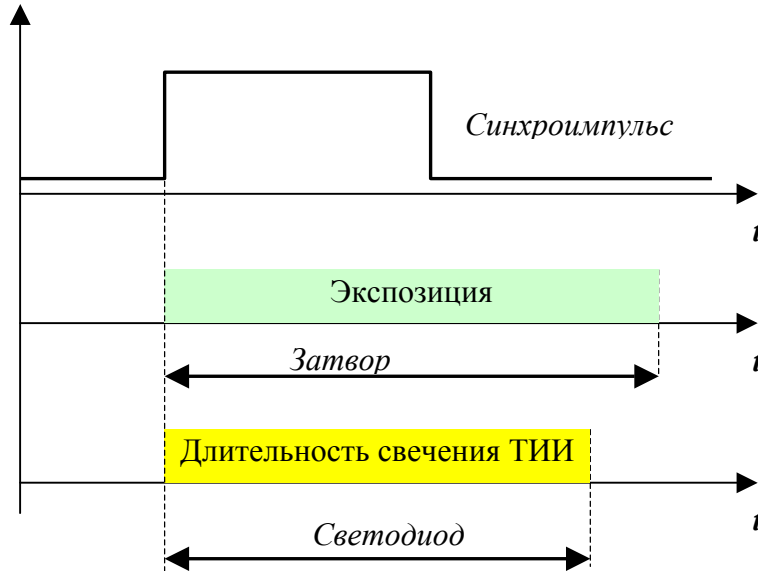 Синхроимпульс
t
Экспозиция
Затвор
t
Длительность свечения ТИИ
Светодиод
t